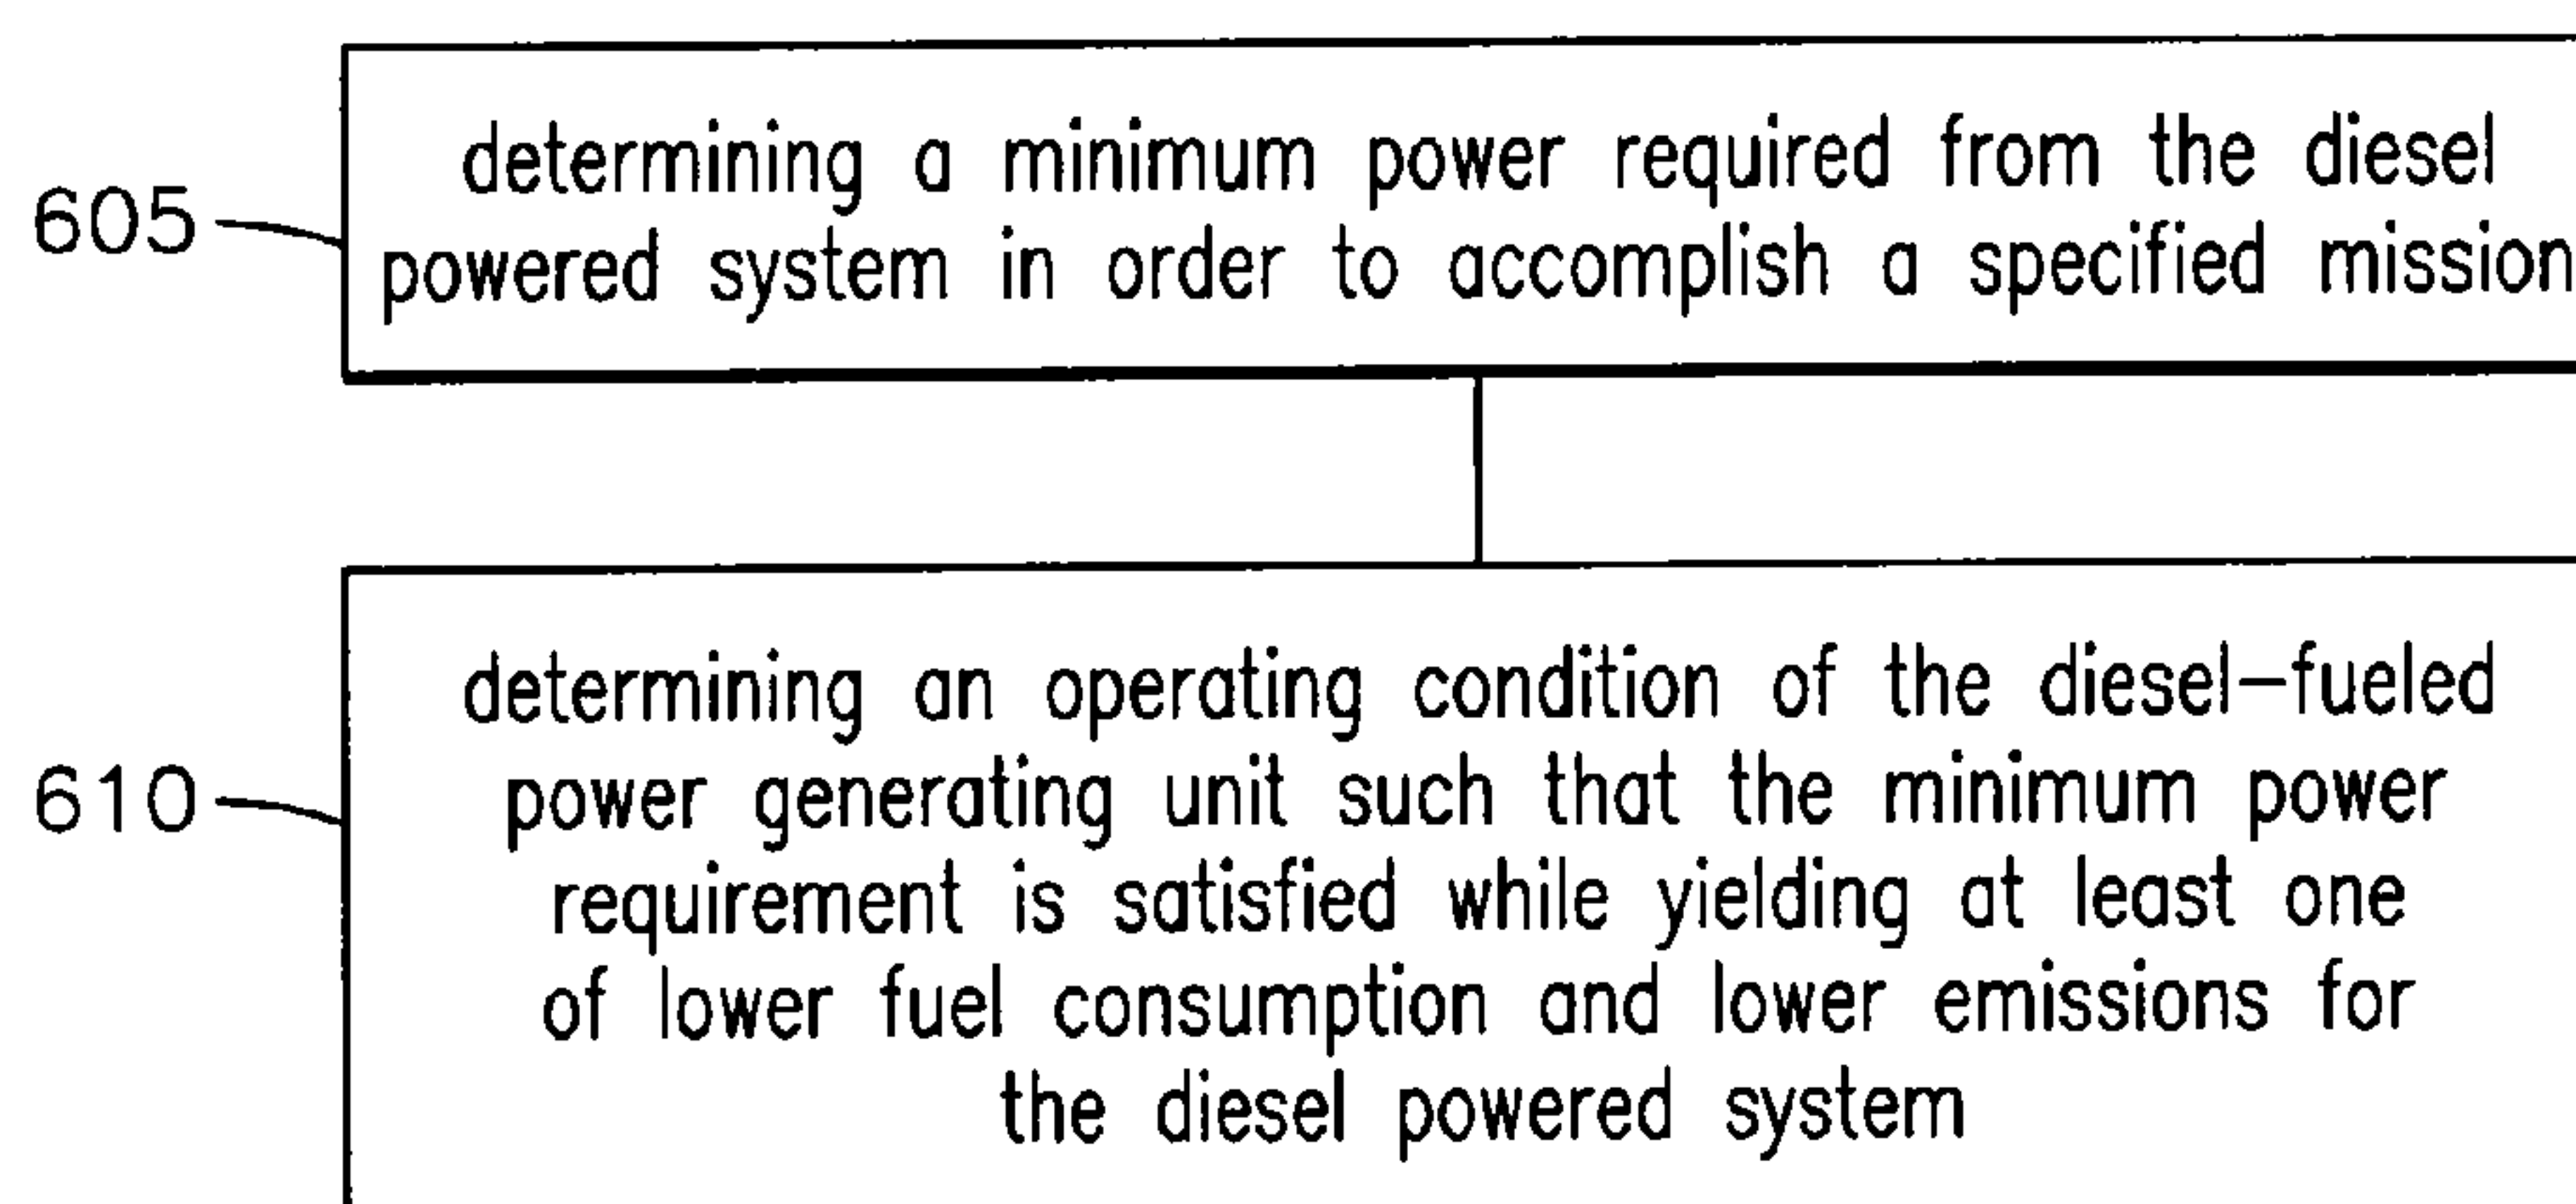 determining a minimum power required from the diesel
605
powered system in order to accomplish a specified mission
determining an operating condition of the diesel-fueled
610
power generating unit such that the minimum power
requirement is satisfied while yielding at least one
of lower fuel consumption and lower emissions for
the diesel powered system